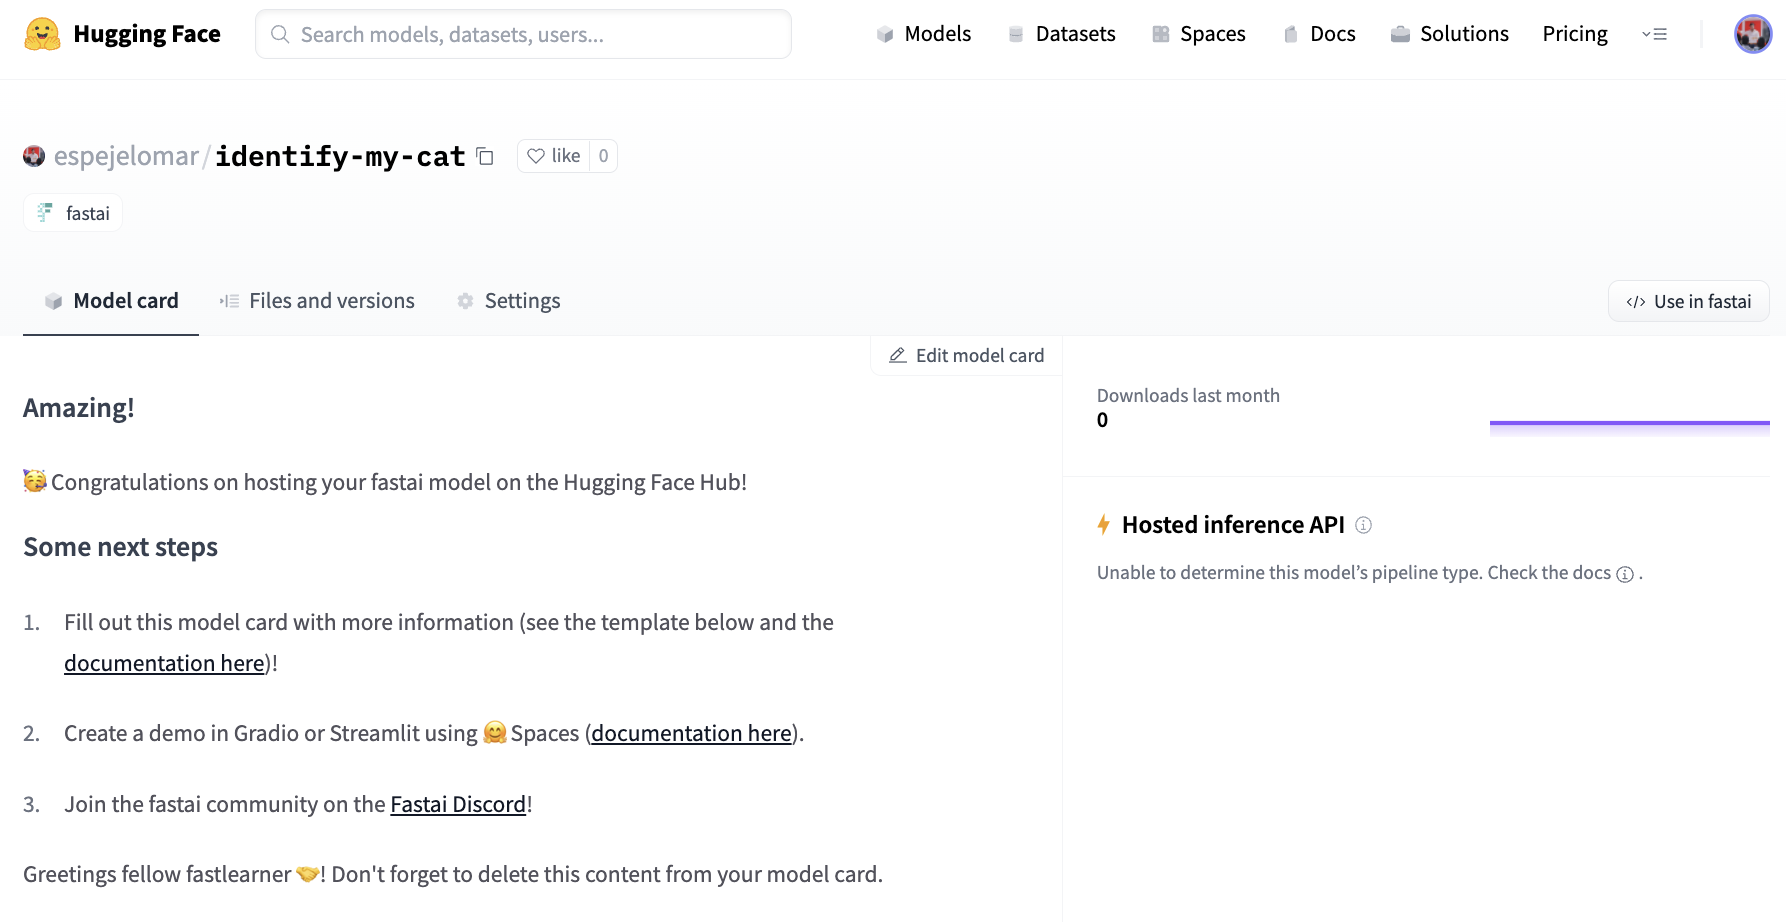 Hugging Face
Search models, datasets, users...
Models
Datasets
Spaces
Docs
Solutions
Pricing
espejelomar/identify-my-cat
like 0
fastai
Model card
Files and versions
Settings
</> Use in fastai
Edit model card
Amazing!
🥳 Congratulations on hosting your fastai model on the Hugging Face Hub!
Some next steps
1. Fill out this model card with more information (see the template below and the
documentation here)!
2. Create a demo in Gradio or Streamlit using 🤗 Spaces (documentation here).
3. Join the fastai community on the Fastai Discord!
Greetings fellow fastlearner 🤝! Don't forget to delete this content from your model card.
Downloads last month
0
Hosted inference API
Unable to determine this model’s pipeline type. Check the docs .